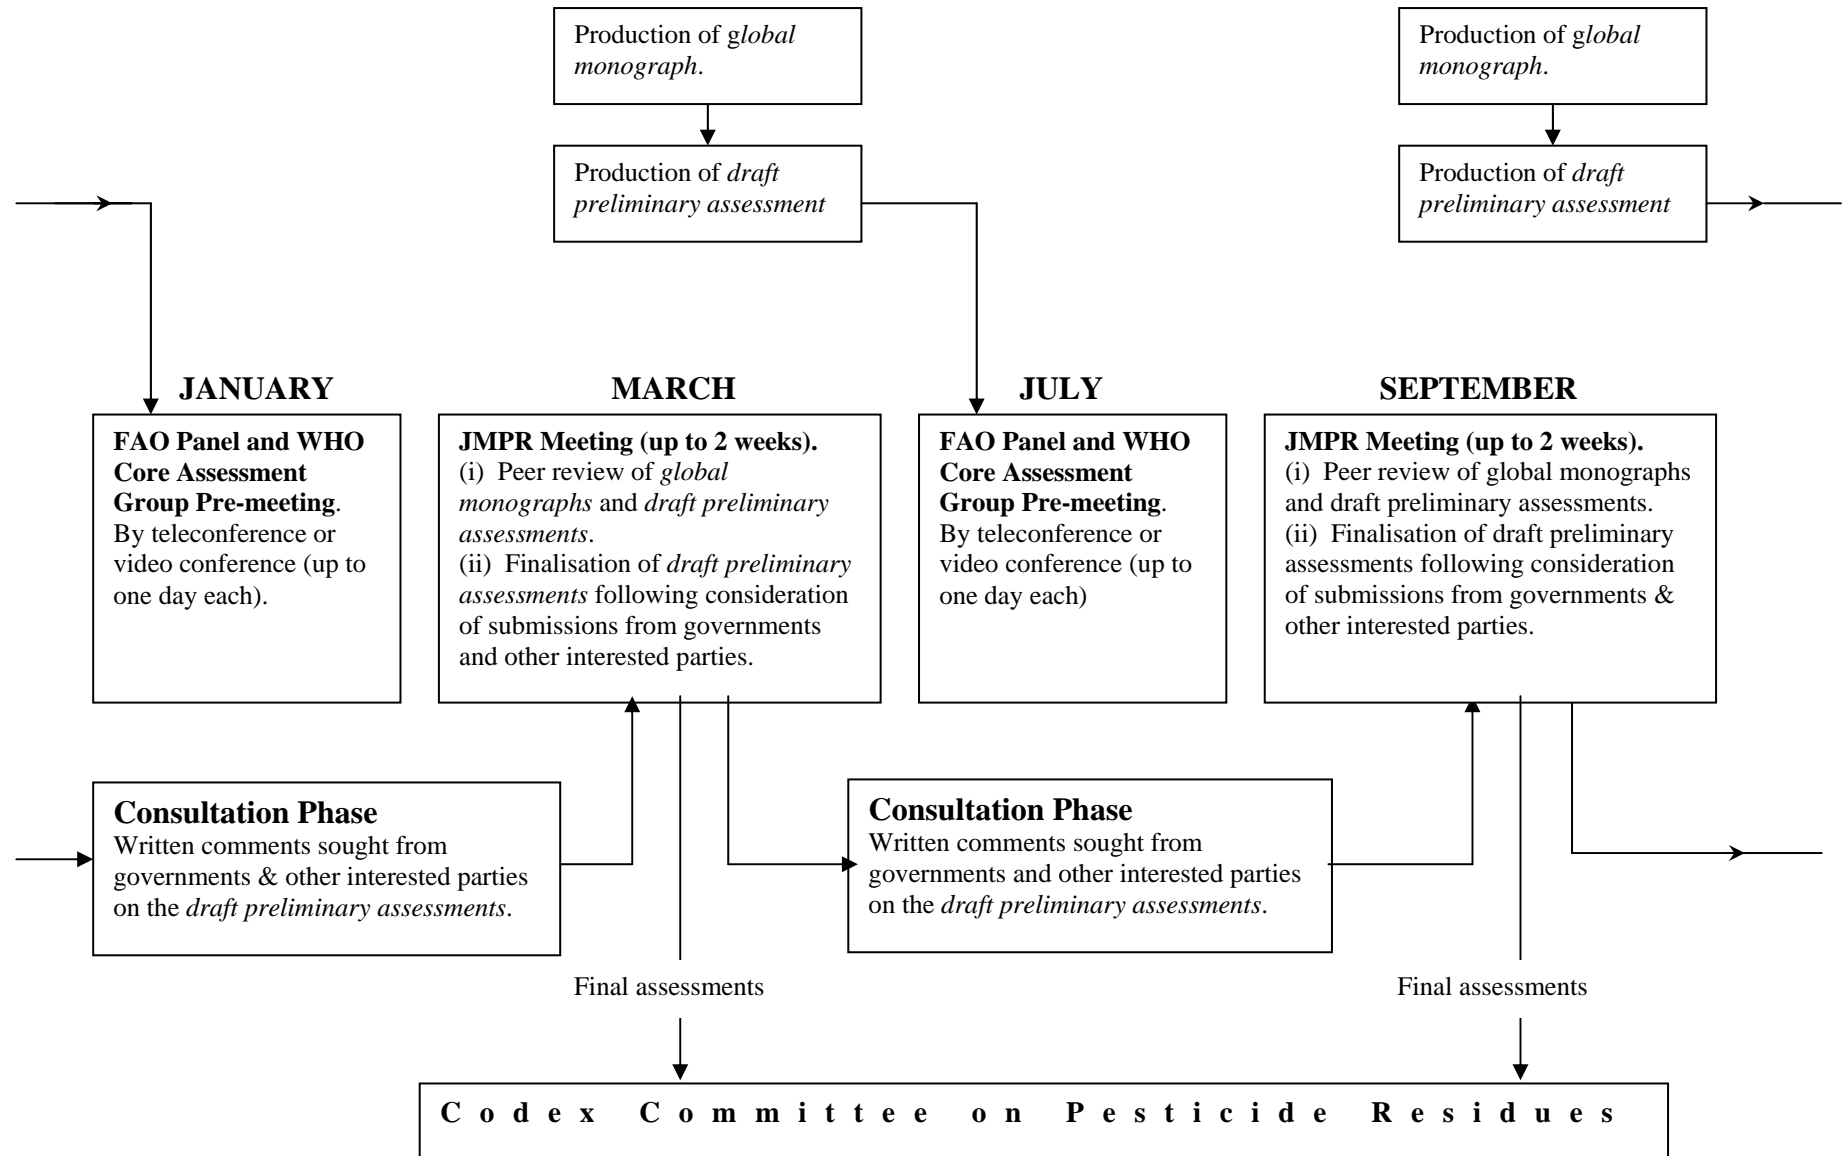 Production of global
monograph.
Production of global
monograph.
Production of draft
preliminary assessment
Production of draft
preliminary assessment
JANUARY
MARCH
JULY
SEPTEMBER
FAO Panel and WHO
Core Assessment
Group Pre-meeting.
By teleconference or
video conference (up to
one day each).
JMPR Meeting (up to 2 weeks).
(i) Peer review of global
monographs and draft preliminary
assessments.
(ii) Finalisation of draft preliminary
assessments following consideration
of submissions from governments
and other interested parties.
FAO Panel and WHO
Core Assessment
Group Pre-meeting.
By teleconference or
video conference (up to
one day each)
JMPR Meeting (up to 2 weeks).
(i) Peer review of global monographs
and draft preliminary assessments.
(ii) Finalisation of draft preliminary
assessments following consideration
of submissions from governments &
other interested parties.
Consultation Phase
Written comments sought from
governments & other interested parties
on the draft preliminary assessments.
Consultation Phase
Written comments sought from
governments and other interested parties
on the draft preliminary assessments.
Final assessments
Final assessments
Codex Committee on Pesticide Residues